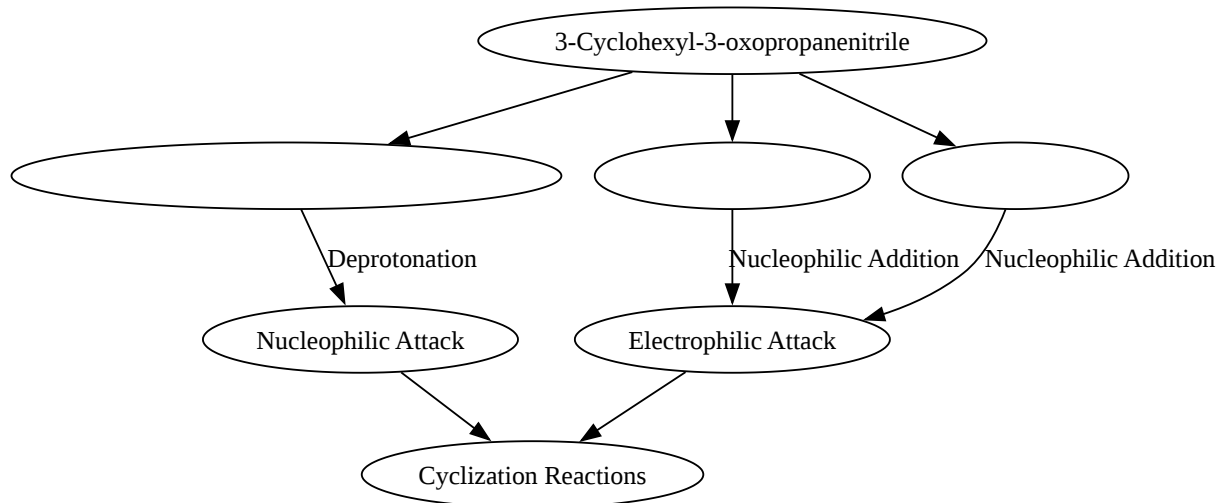 3-Cyclohexyl-3-oxopropanenitrile
Deprotonation
Nucleophilic Addition
Nucleophilic Addition
Nucleophilic Attack
Electrophilic Attack
Cyclization Reactions